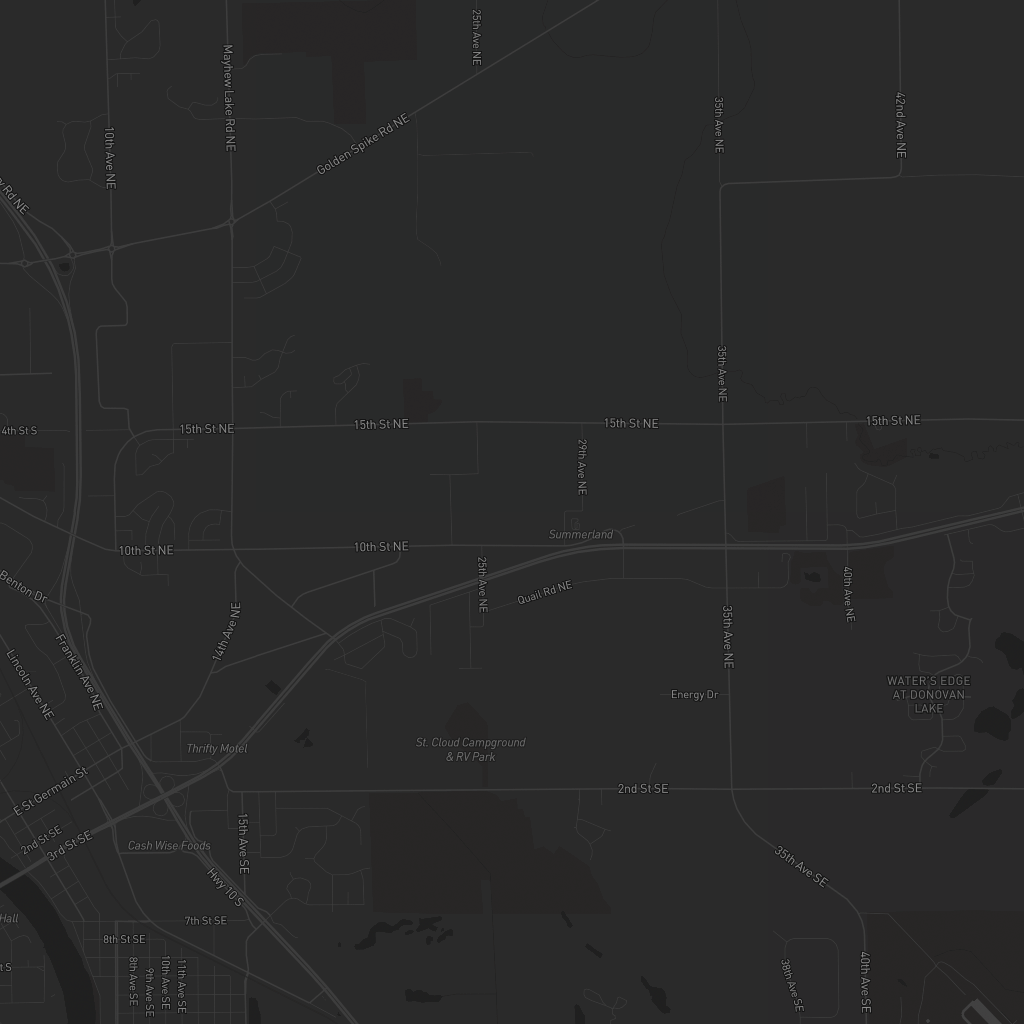 25th Ave NE
Mayhew Lake Rd NE
35th Ave NE
42nd Ave NE
10th Ave NE
Golden Spike Rd NE
Rd NE
35th Ave NE
4th St S
15th St NE
15th St NE
15th St NE
15th St NE
29th Ave NE
Summerland
10th St NE
10th St NE
25th Ave NE
Quail Rd NE
40th Ave NE
Benton Dr
14th Ave NE
35th Ave NE
Franklin Ave NE
Lincoln Ave NE
Energy Dr
WATER'S EDGE
AT DONOVAN
LAKE
Thrifty Motel
St. Cloud Campground
& RV Park
E St Germain St
2nd St SE
2nd St SE
2nd St SE
3rd St SE
Cash Wise Foods
15th Ave SE
35th Ave SE
Hwy 10 S
Hall
7th St SE
8th St SE
t S
8th Ave SE
9th Ave SE
10th Ave SE
11th Ave SE
38th Ave SE
40th Ave SE